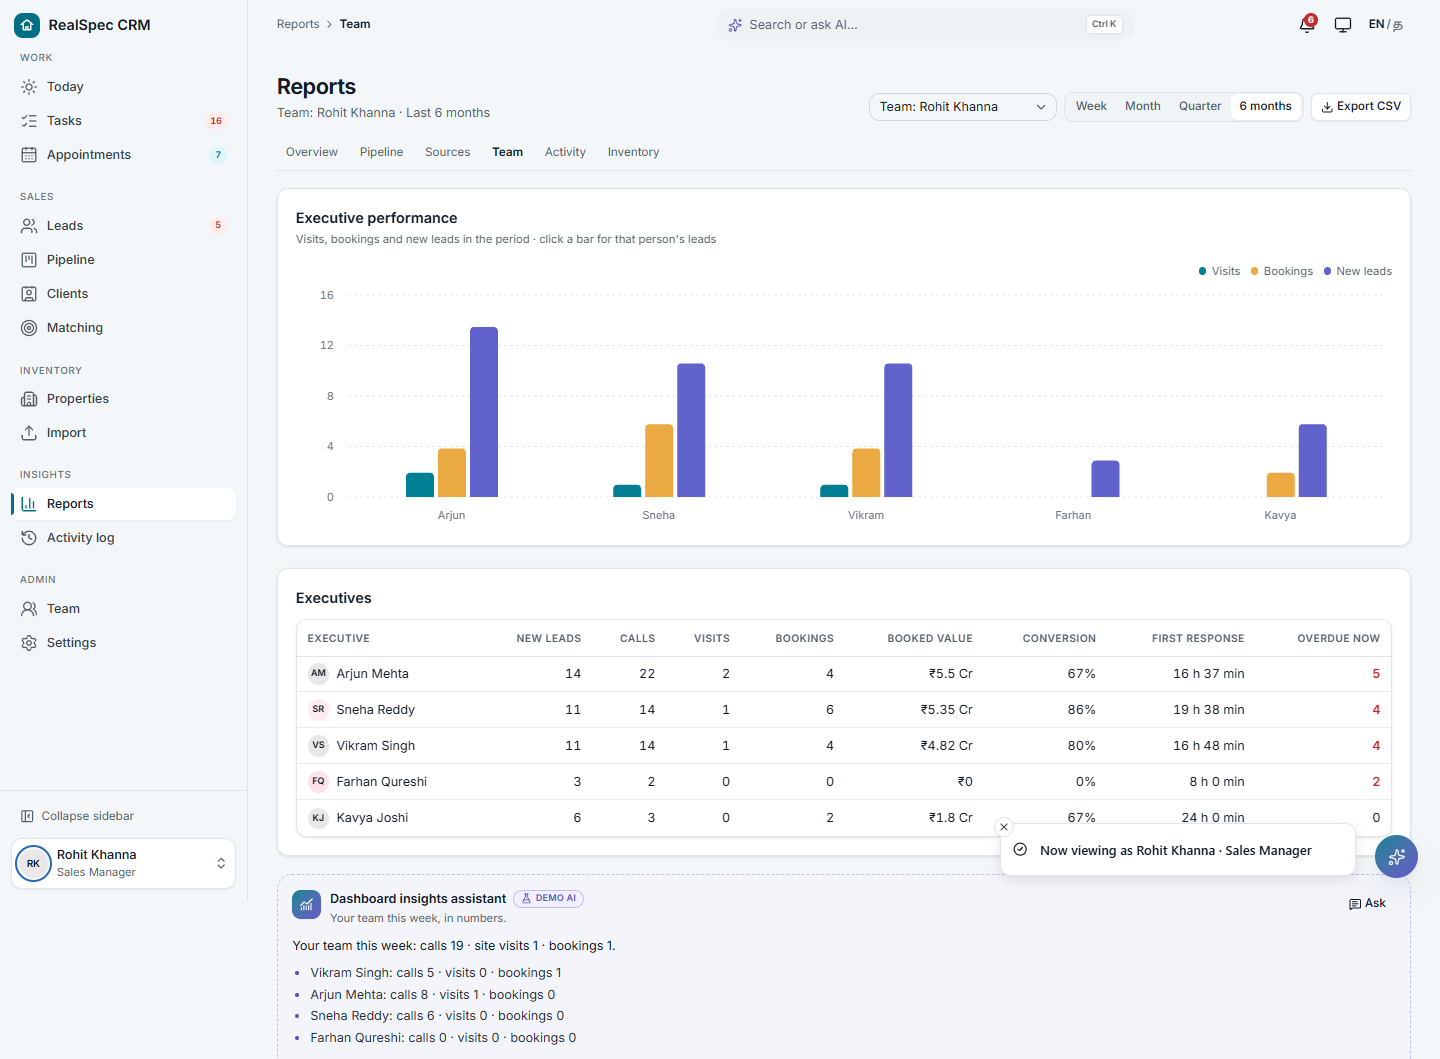 RealSpec CRM
WORK
Today
Tasks 16
Appointments 7
SALES
Leads 5
Pipeline
Clients
Matching
INVENTORY
Properties
Import
INSIGHTS
Reports
Activity log
ADMIN
Team
Settings
Collapse sidebar
RK
Rohit Khanna
Sales Manager
Reports > Team
Search or ask AI... Ctrl K
6
EN / த
Reports
Team: Rohit Khanna · Last 6 months
Team: Rohit Khanna
Week Month Quarter 6 months
Export CSV
Overview Pipeline Sources Team Activity Inventory
Executive performance
Visits, bookings and new leads in the period · click a bar for that person's leads
Visits Bookings New leads
16
12
8
4
0
Arjun Sneha Vikram Farhan Kavya
Executives
EXECUTIVE NEW LEADS CALLS VISITS BOOKINGS BOOKED VALUE CONVERSION FIRST RESPONSE OVERDUE NOW
AM Arjun Mehta 14 22 2 4 ₹5.5 Cr 67% 16 h 37 min 5
SR Sneha Reddy 11 14 1 6 ₹5.35 Cr 86% 19 h 38 min 4
VS Vikram Singh 11 14 1 4 ₹4.82 Cr 80% 16 h 48 min 4
FQ Farhan Qureshi 3 2 0 0 ₹0 0% 8 h 0 min 2
KJ Kavya Joshi 6 3 0 2 ₹1.8 Cr 67% 24 h 0 min 0
Now viewing as Rohit Khanna · Sales Manager
Dashboard insights assistant DEMO AI
Your team this week, in numbers.
Ask
Your team this week: calls 19 · site visits 1 · bookings 1.
• Vikram Singh: calls 5 · visits 0 · bookings 1
• Arjun Mehta: calls 8 · visits 1 · bookings 0
• Sneha Reddy: calls 6 · visits 0 · bookings 0
• Farhan Qureshi: calls 0 · visits 0 · bookings 0